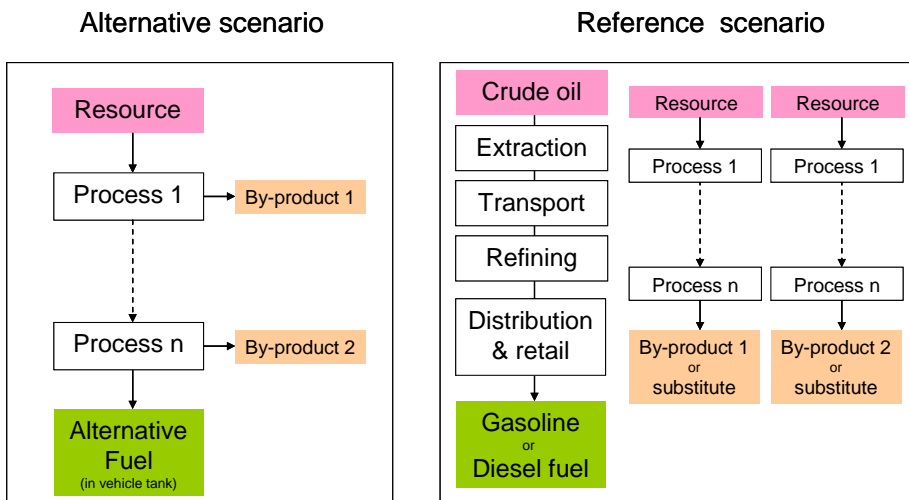 Alternative scenario
Resource
Process 1
By-product 1
Process n
By-product 2
Alternative
Fuel
(in vehicle tank)
Reference scenario
Crude oil
Extraction
Transport
Refining
Distribution
& retail
Gasoline
or
Diesel fuel
Resource
Process 1
Process n
By-product 1
or
substitute
Resource
Process 1
Process n
By-product 2
or
substitute